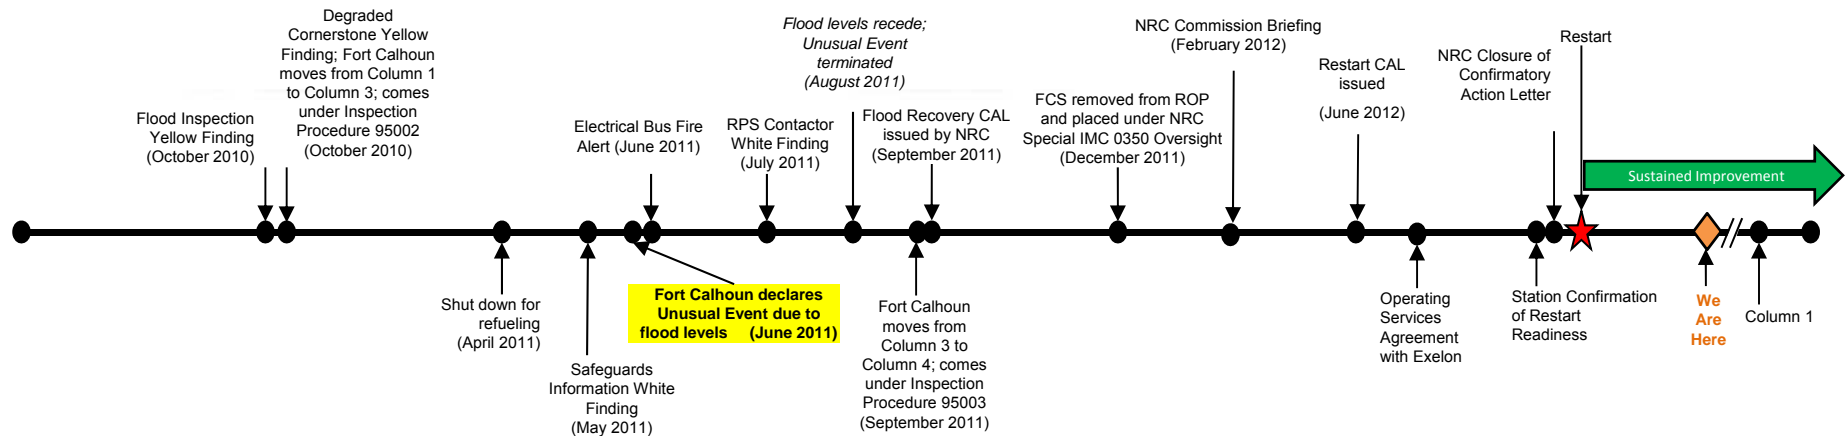 Flood Inspection
Yellow Finding
(October 2010)
Degraded
Cornerstone Yellow
Finding; Fort Calhoun
moves from Column 1
to Column 3; comes
under Inspection
Procedure 95002
(October 2010)
Shut down for
refueling
(April 2011)
Safeguards
Information White
Finding
(May 2011)
Fort Calhoun declares
Unusual Event due to
flood levels (June 2011)
Electrical Bus Fire
Alert (June 2011)
RPS Contactor
White Finding
(July 2011)
Flood levels recede;
Unusual Event
terminated
(August 2011)
Fort Calhoun
moves from
Column 3 to
Column 4; comes
under Inspection
Procedure 95003
(September 2011)
Flood Recovery CAL
issued by NRC
(September 2011)
FCS removed from ROP
and placed under NRC
Special IMC 0350 Oversight
(December 2011)
NRC Commission Briefing
(February 2012)
Restart CAL
issued
(June 2012)
Operating
Services
Agreement
with Exelon
Station Confirmation
of Restart
Readiness
NRC Closure of
Confirmatory
Action Letter
Restart
Sustained Improvement
We
Are
Here
Column 1